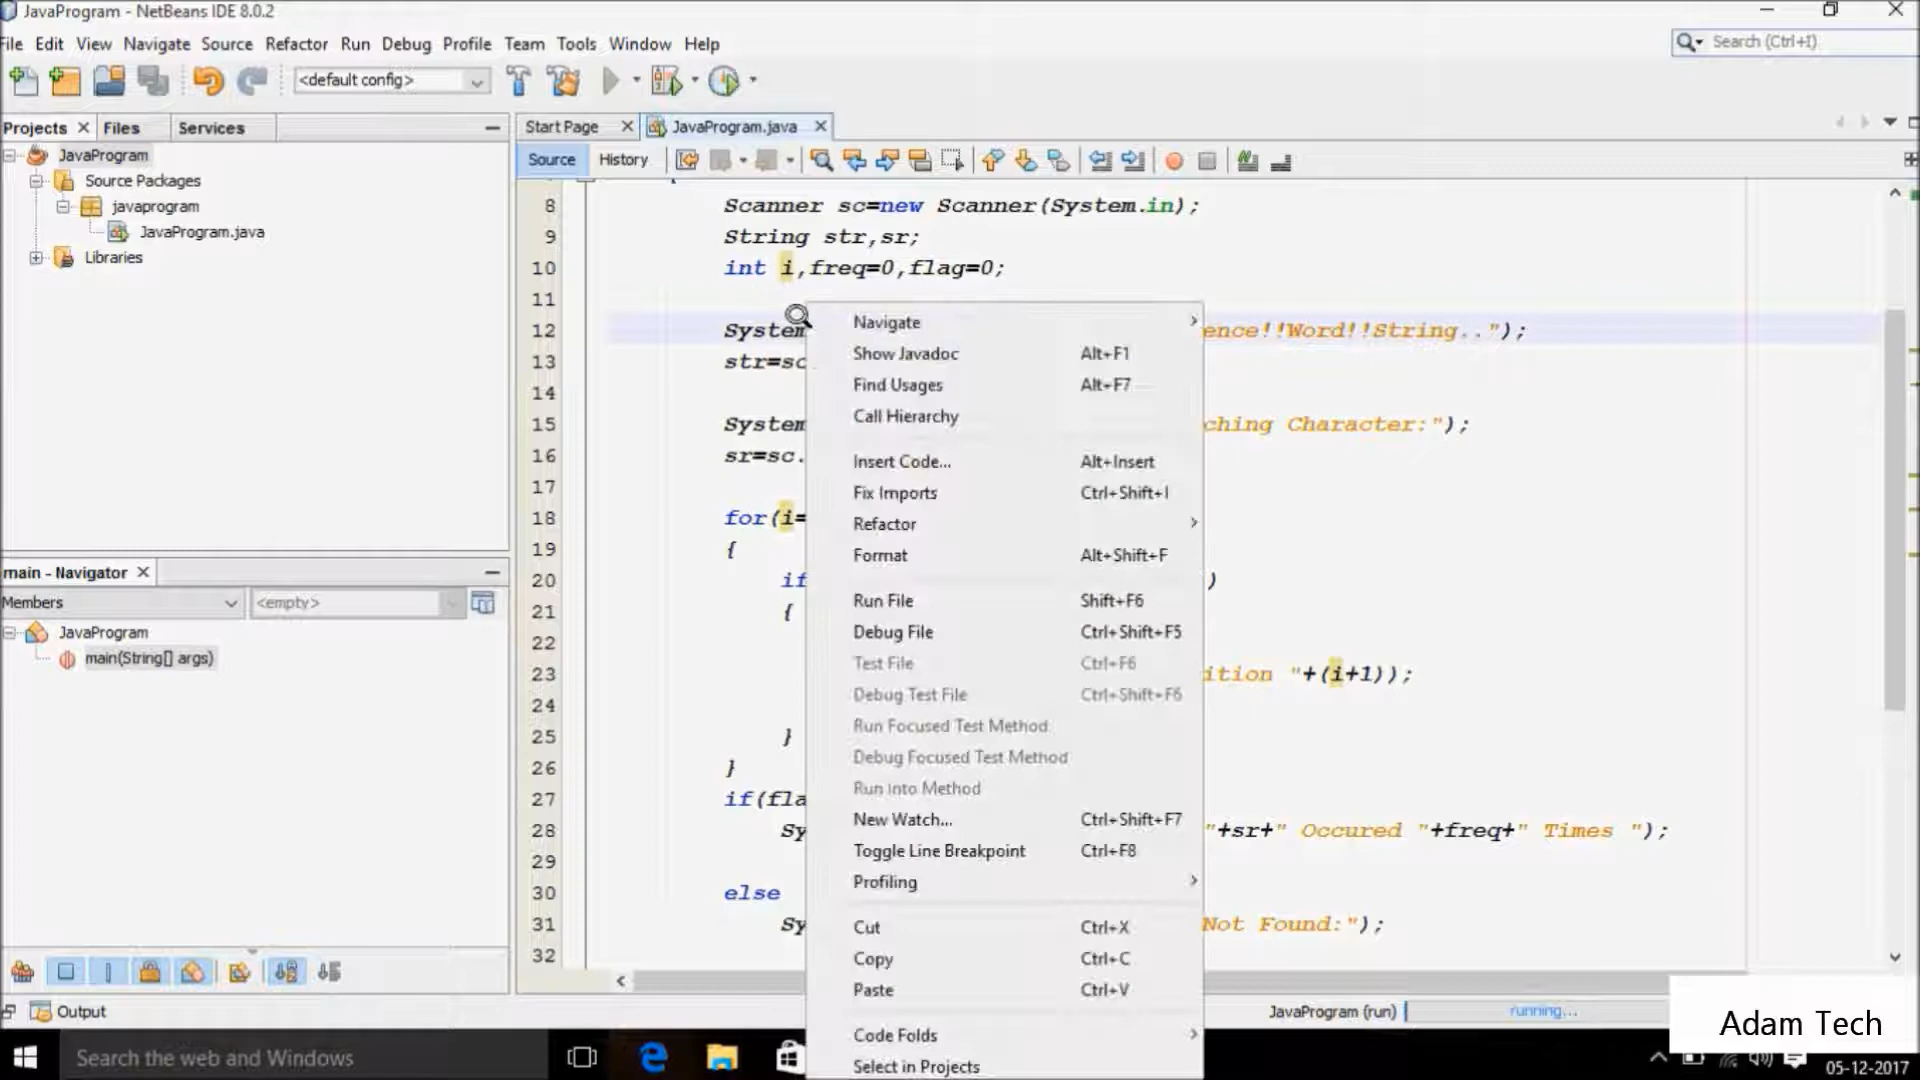 JavaProgram - NetBeans IDE 8.0.2
File Edit View Navigate Source Refactor Run Debug Profile Team Tools Window Help
Search (Ctrl+I)
<default config>
Projects Files Services
Start Page JavaProgram.java
JavaProgram
Source Packages
javaprogram
JavaProgram.java
Libraries
Source History
8 Scanner sc=new Scanner(System.in);
9 String str,sr;
10 int i,freq=0,flag=0;
11
12 System ence!!Word!!String..");
13 str=sc
14
15 System ching Character:");
16 sr=sc.
17
18 for(i=
19 {
20 if )
21 {
22
23 ition "+(i+1));
24
25 }
26 }
27 if(fla
28 Sy "+sr+" Occured "+freq+" Times ");
29
30 else
31 Sy Not Found:");
32
Navigate
Show Javadoc Alt+F1
Find Usages Alt+F7
Call Hierarchy
Insert Code... Alt+Insert
Fix Imports Ctrl+Shift+I
Refactor
Format Alt+Shift+F
Run File Shift+F6
Debug File Ctrl+Shift+F5
Test File Ctrl+F6
Debug Test File Ctrl+Shift+F6
Run Focused Test Method
Debug Focused Test Method
Run into Method
New Watch... Ctrl+Shift+F7
Toggle Line Breakpoint Ctrl+F8
Profiling
Cut Ctrl+X
Copy Ctrl+C
Paste Ctrl+V
Code Folds
Select in Projects
main - Navigator
Members <empty>
JavaProgram
main(String[] args)
Output
JavaProgram (run) running...
Adam Tech
Search the web and Windows
05-12-2017